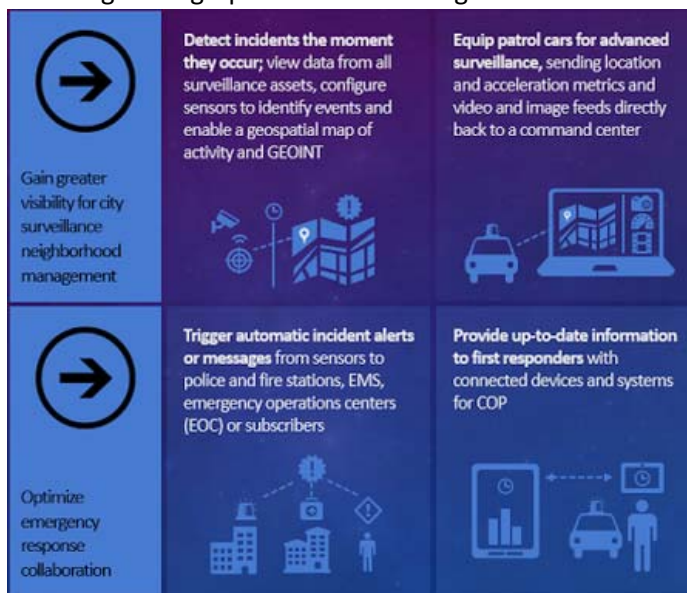 Detect incidents the moment
they occur; view data from all
surveillance assets, configure
sensors to identify events and
enable a geospatial map of
activity and GEOINT
Equip patrol cars for advanced
surveillance, sending location
and acceleration metrics and
video and image feeds directly
back to a command center
Gain greater
visibility for city
surveillance
neighborhood
management
Trigger automatic incident alerts
or messages from sensors to
police and fire stations, EMS,
emergency operations centers
(EOC) or subscribers
Provide up-to-date information
to first responders with
connected devices and systems
for COP
Optimize
emergency
response
collaboration